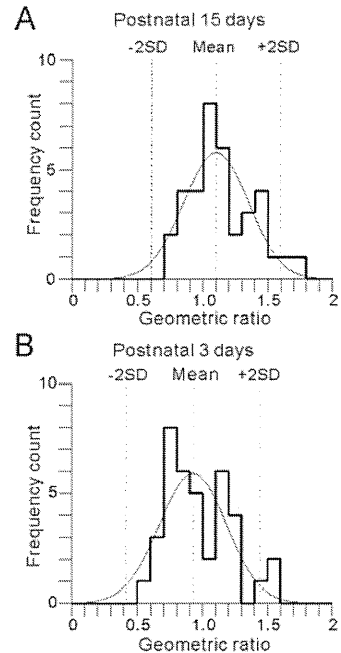 A
Postnatal 15 days
-2SD Mean +2SD
10
5
0
Frequency count
0 0.5 1.0 1.5 2
Geometric ratio
B
Postnatal 3 days
-2SD Mean +2SD
10
5
0
Frequency count
0 0.5 1.0 1.5 2
Geometric ratio